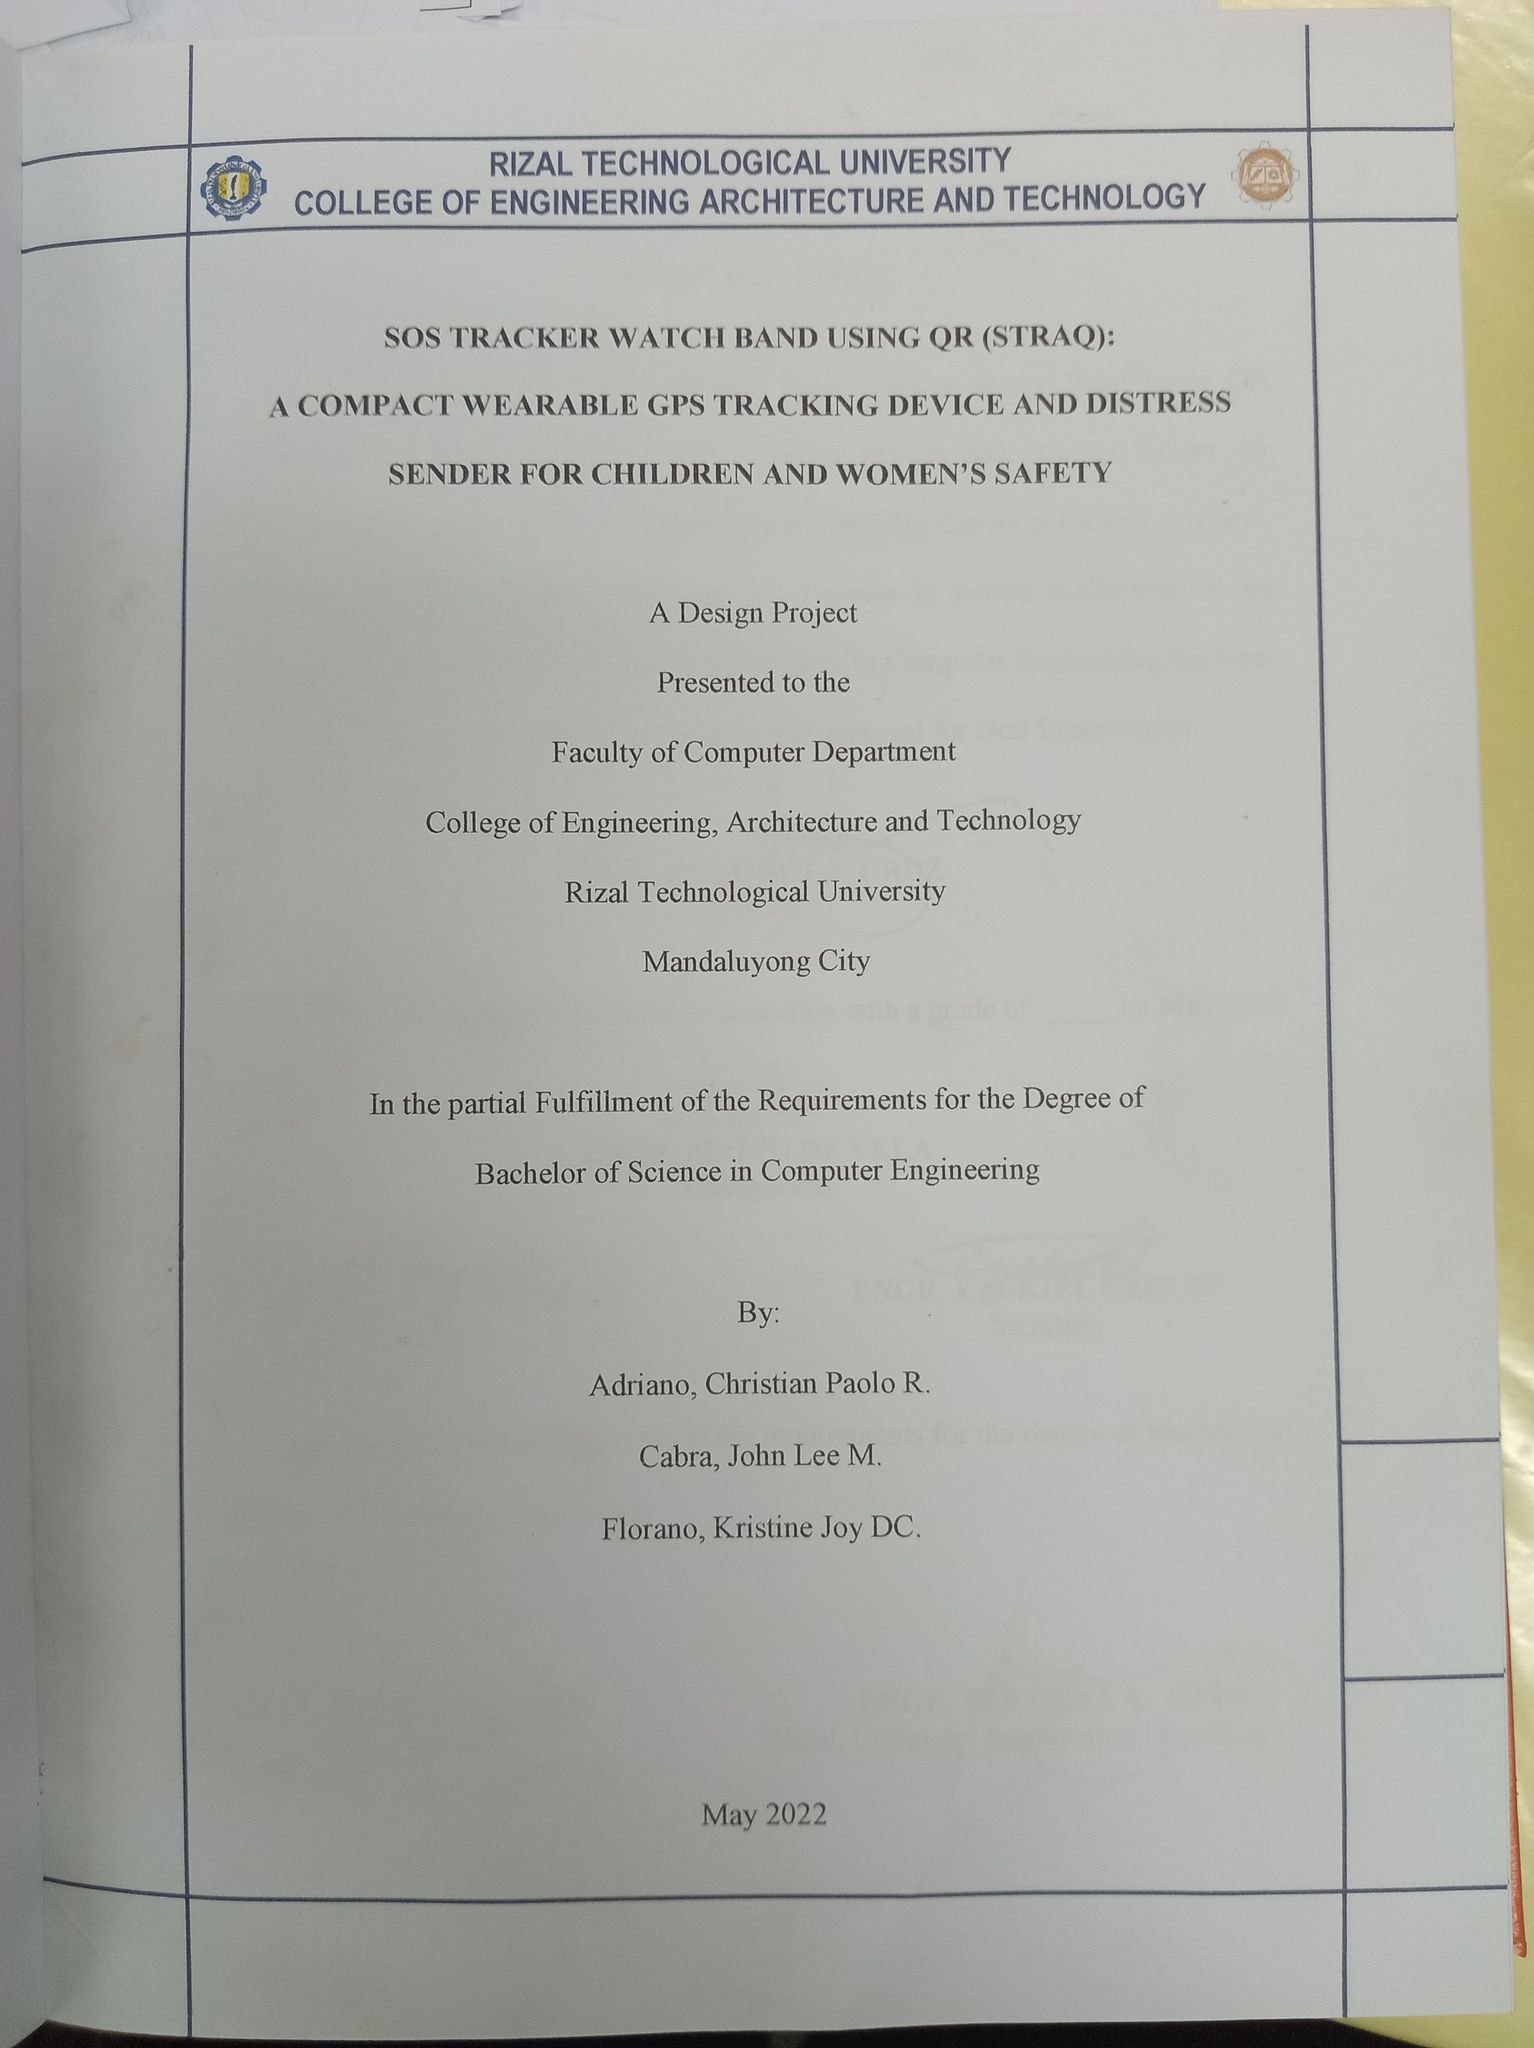 RIZAL TECHNOLOGICAL UNIVERSITY
COLLEGE OF ENGINEERING ARCHITECTURE AND TECHNOLOGY
SOS TRACKER WATCH BAND USING QR (STRAQ):
A COMPACT WEARABLE GPS TRACKING DEVICE AND DISTRESS
SENDER FOR CHILDREN AND WOMEN'S SAFETY
A Design Project
Presented to the
Faculty of Computer Department
College of Engineering, Architecture and Technology
Rizal Technological University
Mandaluyong City
In the partial Fulfillment of the Requirements for the Degree of
Bachelor of Science in Computer Engineering
By:
Adriano, Christian Paolo R.
Cabra, John Lee M.
Florano, Kristine Joy DC.
May 2022